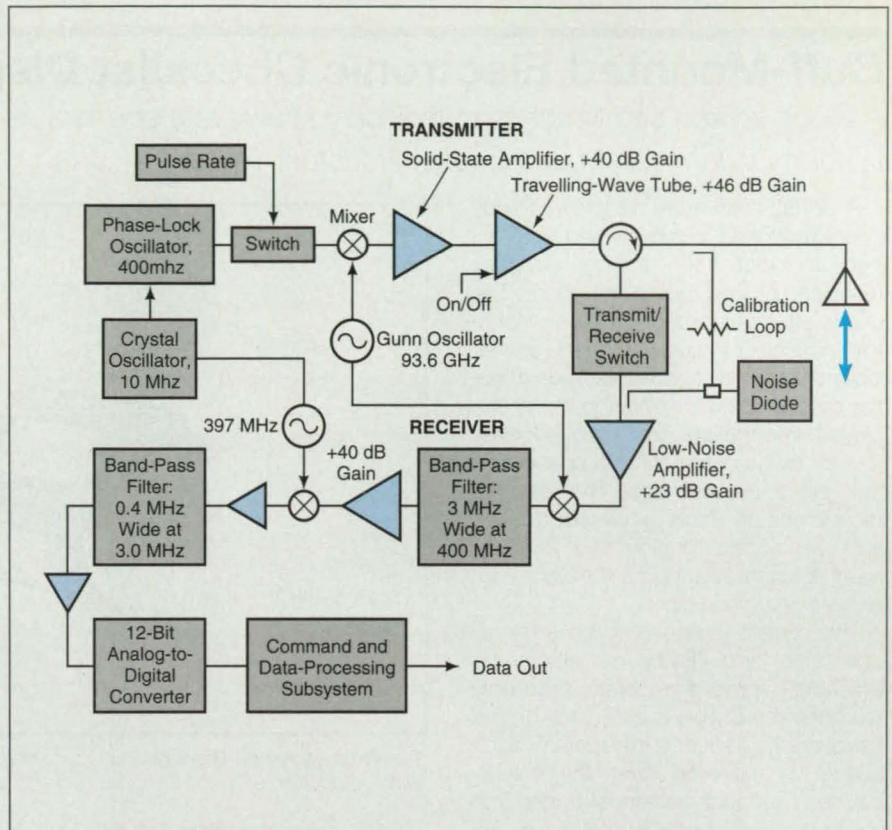 TRANSMITTER
Solid-State Amplifier, +40 dB Gain
Travelling-Wave Tube, +46 dB Gain
Pulse Rate
Mixer
Phase-Lock
Oscillator,
400mhz
Switch
On/Off
Transmit/
Receive
Switch
Calibration
Loop
Crystal
Oscillator,
10 Mhz
Gunn Oscillator
93.6 GHz
Noise
Diode
397 MHz
RECEIVER
+40 dB
Gain
Low-Noise
Amplifier,
+23 dB Gain
Band-Pass
Filter:
0.4 MHz
Wide at
3.0 MHz
Band-Pass
Filter:
3 MHz
Wide at
400 MHz
12-Bit
Analog-to-
Digital
Converter
Command and
Data-Processing
Subsystem
Data Out